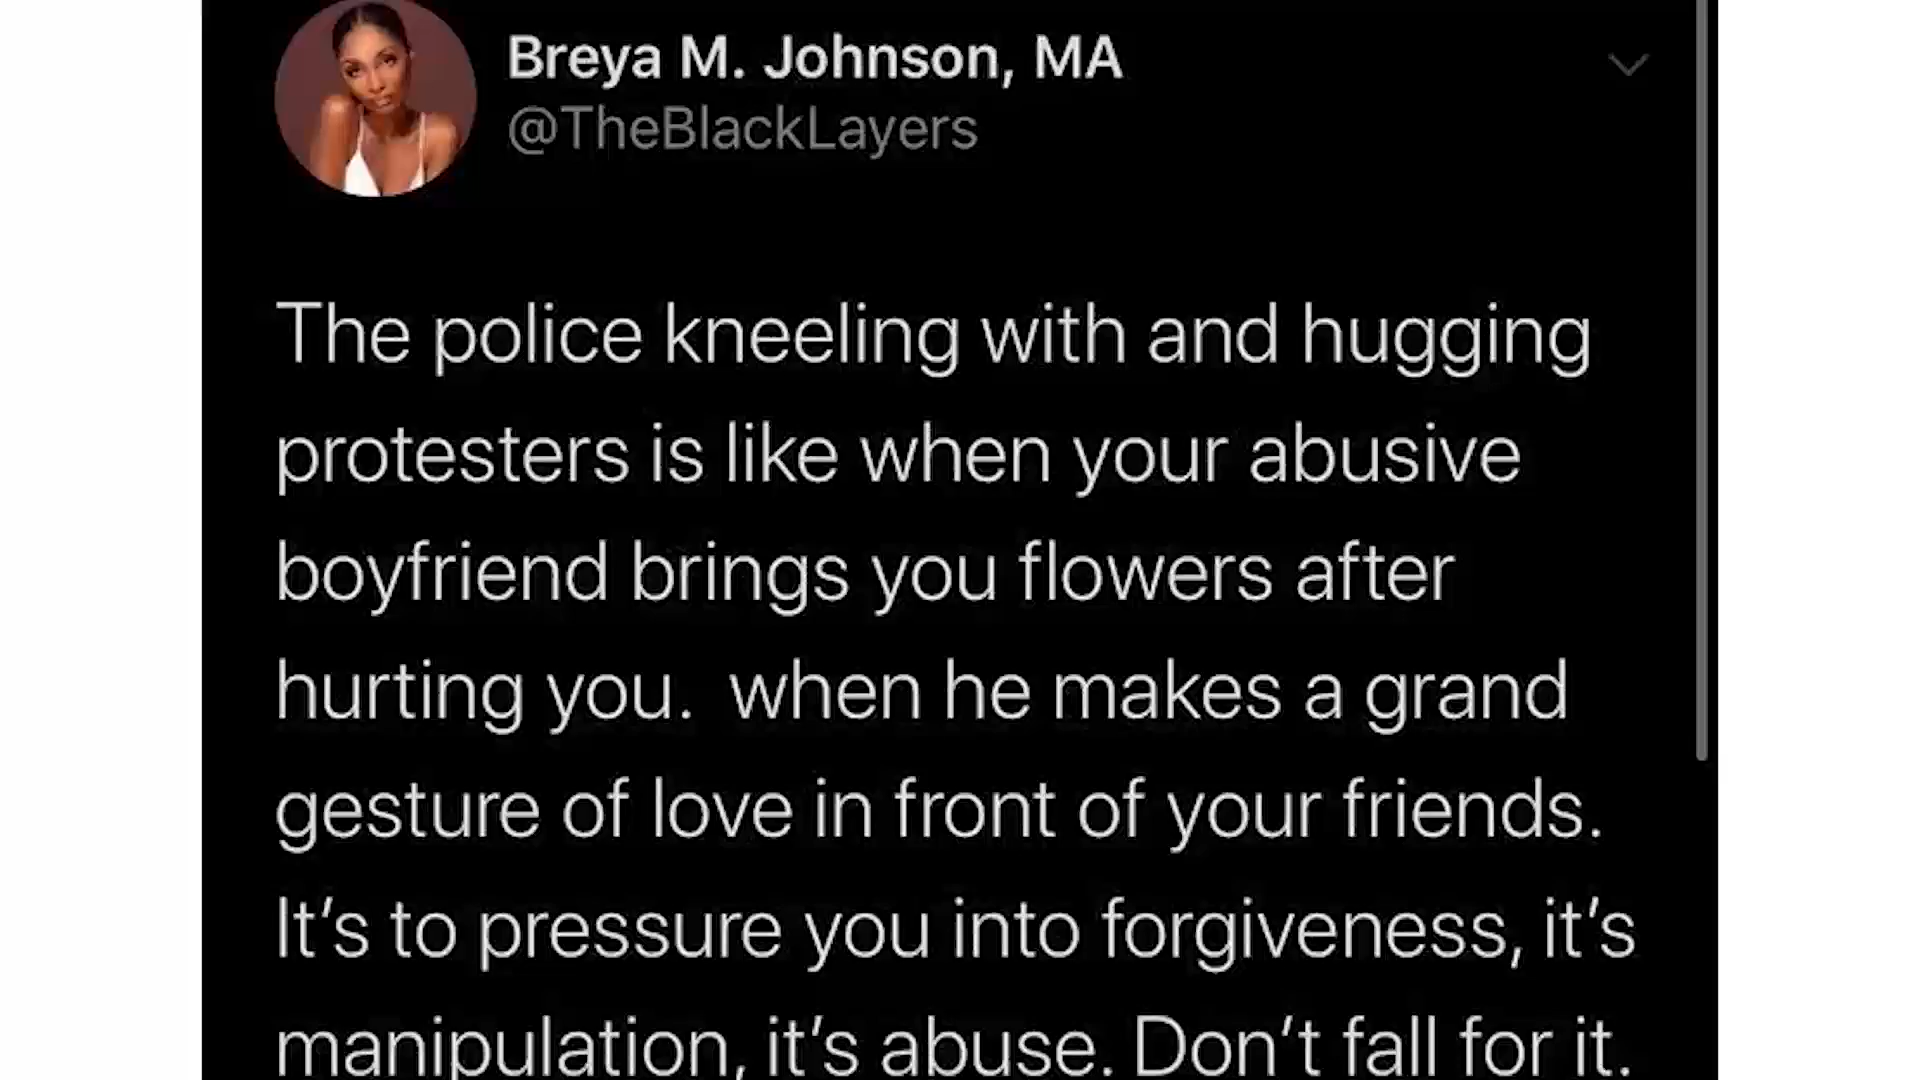 Breya M. Johnson, MA
@TheBlackLayers
The police kneeling with and hugging
protesters is like when your abusive
boyfriend brings you flowers after
hurting you.  when he makes a grand
gesture of love in front of your friends.
It’s to pressure you into forgiveness, it’s
manipulation, it’s abuse. Don’t fall for it.